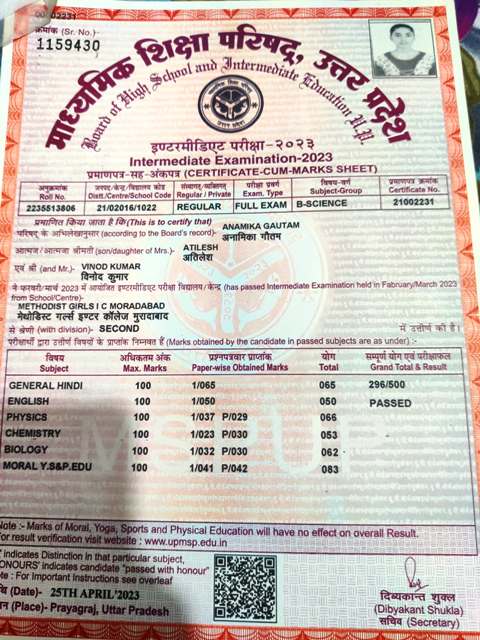 00 02231
क्रमांक (Sr. No.)-
1159430
माध्यमिक शिक्षा परिषद्, उत्तर प्रदेश
Board of High School and Intermediate Education U.P.
इण्टरमीडिएट परीक्षा-२०२३
Intermediate Examination-2023
प्रमाणपत्र-सह-अंकपत्र (CERTIFICATE-CUM-MARKS SHEET)
अनुक्रमांक जनपद/केन्द्र/विद्यालय कोड संस्थागत/व्यक्तिगत परीक्षा प्रवर्ग विषय-वर्ग प्रमाणपत्र क्रमांक
Roll No. Distt./Centre/School Code Regular / Private Exam. Type Subject-Group Certificate No.
2235513806 21/02016/1022 REGULAR FULL EXAM B-SCIENCE 21002231
प्रमाणित किया जाता है कि(This is to certify that) ANAMIKA GAUTAM
परिषद् के अभिलेखानुसार (according to the Board's record)- अनामिका गौतम
आत्मज/आत्मजा श्रीमती (son/daughter of Mrs.)- ATILESH
अतिलेश
एवं श्री (and Mr.)- VINOD KUMAR
विनोद कुमार
ने फरवरी/मार्च 2023 में आयोजित इण्टरमीडिएट परीक्षा विद्यालय/केन्द्र (has passed Intermediate Examination held in Fabruary/March 2023
from School/Centre)-
METHODIST GIRLS I C MORADABAD
मेथोडिस्ट गर्ल्स इण्टर कॉलेज मुरादाबाद
से श्रेणी (with division)- SECOND में उत्तीर्ण की है।
परीक्षार्थी द्वारा उत्तीर्ण विषयों के प्राप्तांक निम्नवत हैं (Marks obtained by the candidate in passed subjects are as under) :-
विषय अधिकतम अंक प्रश्नपत्रवार प्राप्तांक योग सम्पूर्ण योग एवं परीक्षाफल
Subject Max. Marks Paper-wise Obtained Marks Total Grand Total & Result
GENERAL HINDI 100 1/065 065 296/500
ENGLISH 100 1/050 050 PASSED
PHYSICS 100 1/037 P/029 066
CHEMISTRY 100 1/023 P/030 053
BIOLOGY 100 1/032 P/030 062
MORAL Y.S&P.EDU 100 1/041 P/042 083
MSPUP
Note :- Marks of Moral, Yoga, Sports and Physical Education will have no effect on overall Result.
For result verification visit website : www.upmsp.edu.in
indicates Distinction In that particular subject,
ONOURS' indicates candidate "passed with honour"
ote : For Important Instructions see overleaf
(Date)- 25TH APRIL'2023
(Place)- Prayagraj, Uttar Pradesh
दिब्यकान्त शुक्ल
(Dibyakant Shukla)
सचिव (Secretary)